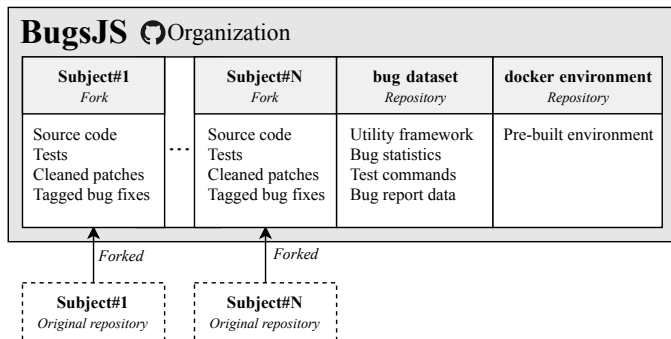 BugsJS Organization
Subject#1
Fork
Source code
Tests
Cleaned patches
Tagged bug fixes
...
Subject#N
Fork
Source code
Tests
Cleaned patches
Tagged bug fixes
bug dataset
Repository
Utility framework
Bug statistics
Test commands
Bug report data
docker environment
Repository
Pre-built environment
Forked
Forked
Subject#1
Original repository
Subject#N
Original repository